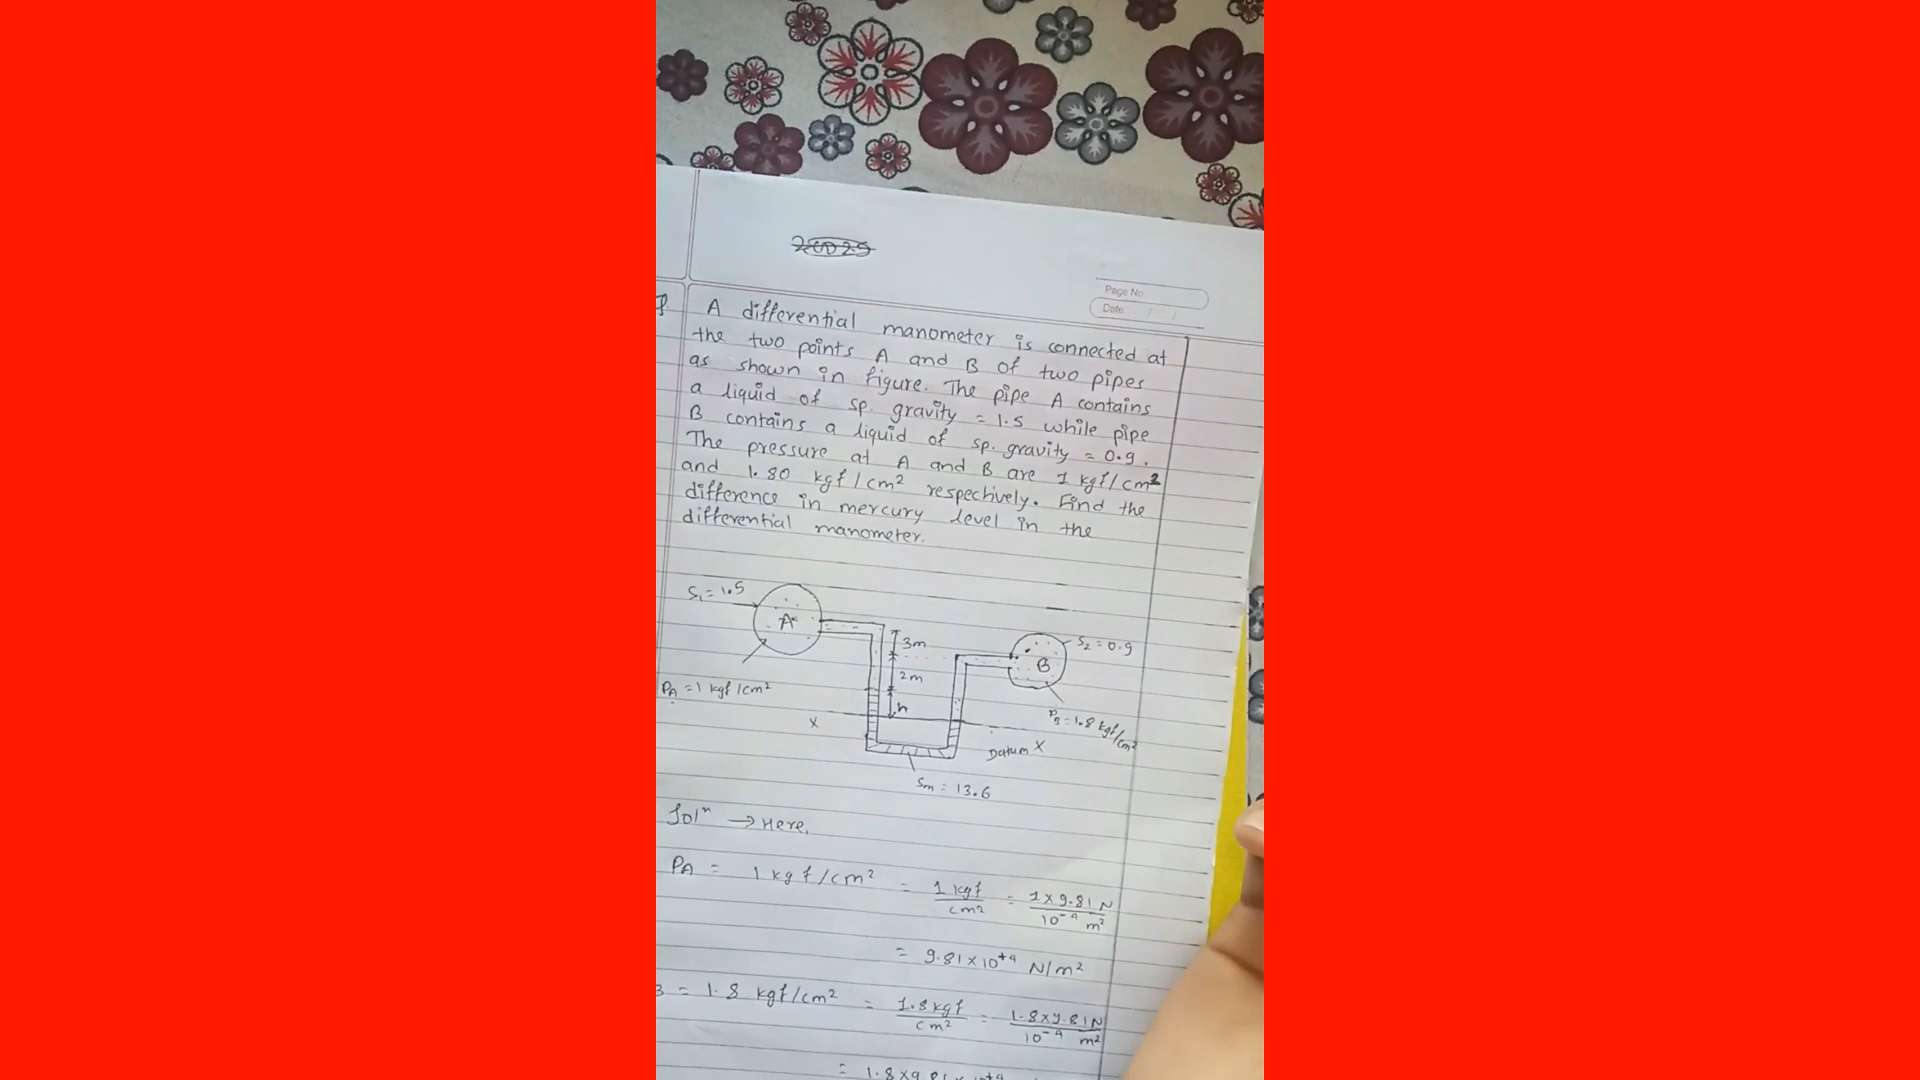 Page No
Date / /
A differential manometer is connected at
the two points A and B of two pipes
as shown in figure. The pipe A contains
a liquid of sp. gravity = 1.5 while pipe
B contains a liquid of sp. gravity = 0.9.
The pressure at A and B are 1 kgf/cm²
and 1.80 kgf/cm² respectively. Find the
difference in mercury level in the
differential manometer.
S₁ = 1.5
A
3m
S₂ = 0.9
B
2m
PA = 1 kgf/cm²
h
X
PB = 1.8 kgf/cm²
Datum X
Sm = 13.6
Solⁿ → Here,
PA = 1 kgf/cm² = 1 kgf/cm² = 1 × 9.81 N/10⁻⁴ m²
= 9.81 × 10⁺⁴ N/m²
= 1.8 kgf/cm² = 1.8 kgf/cm² = 1.8 × 9.81 N/10⁻⁴ m²
= 1.8 × 9.81 × 10⁺⁴